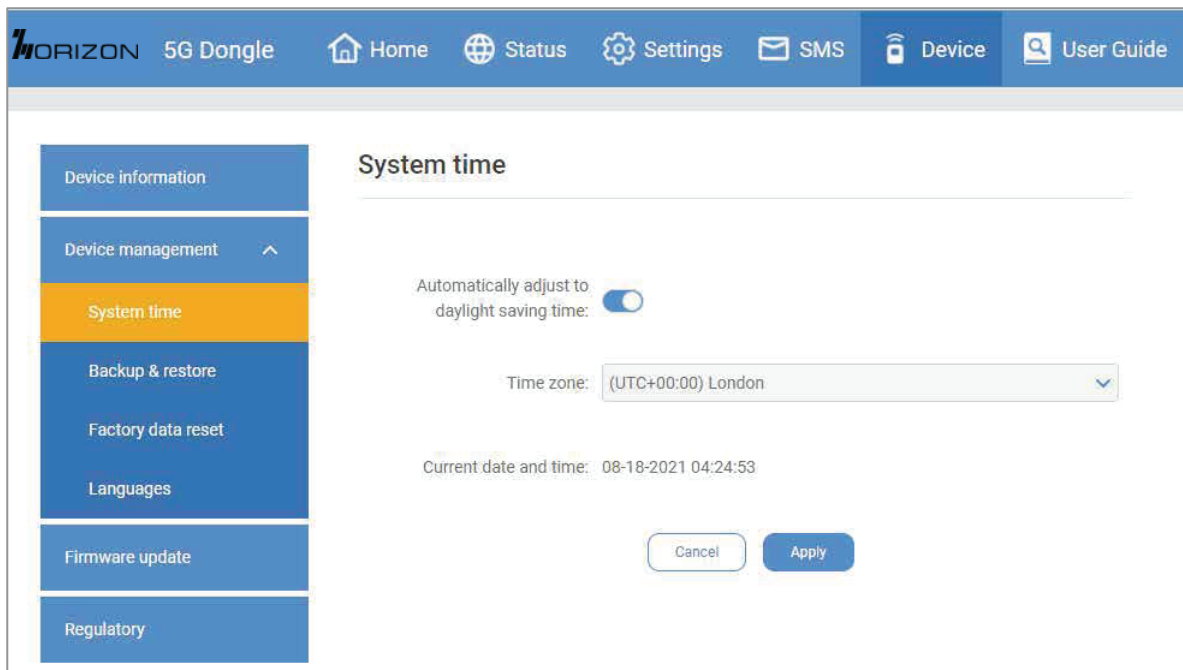 HORIZON 5G Dongle Home Status Settings SMS Device User Guide
Device information
Device management
System time
Backup & restore
Factory data reset
Languages
Firmware update
Regulatory
System time
Automatically adjust to
daylight saving time:
Time zone: (UTC+00:00) London
Current date and time: 08-18-2021 04:24:53
Cancel Apply